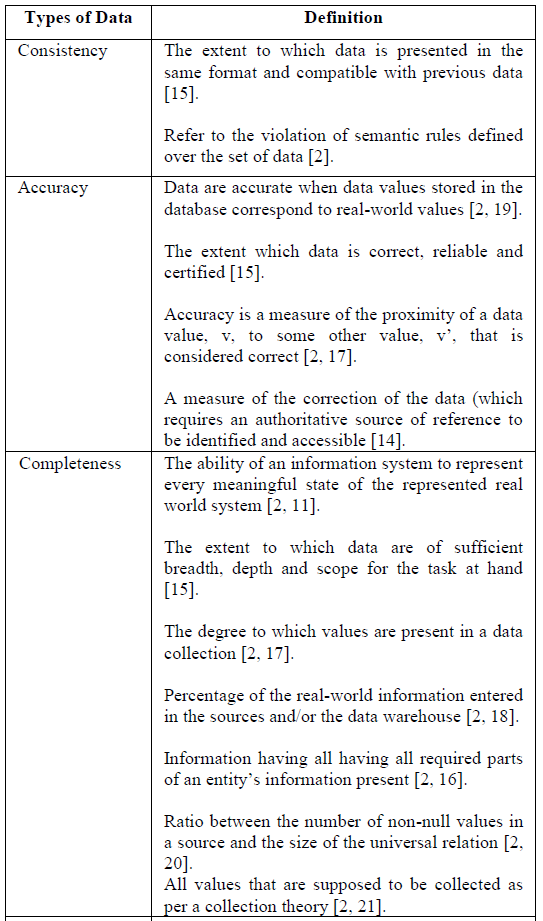 Types of Data Definition
Consistency The extent to which data is presented in the
same format and compatible with previous data
[15].
Refer to the violation of semantic rules defined
over the set of data [2].
Accuracy Data are accurate when data values stored in the
database correspond to real-world values [2, 19].
The extent which data is correct, reliable and
certified [15].
Accuracy is a measure of the proximity of a data
value, v, to some other value, v’, that is
considered correct [2, 17].
A measure of the correction of the data (which
requires an authoritative source of reference to
be identified and accessible [14].
Completeness The ability of an information system to represent
every meaningful state of the represented real
world system [2, 11].
The extent to which data are of sufficient
breadth, depth and scope for the task at hand
[15].
The degree to which values are present in a data
collection [2, 17].
Percentage of the real-world information entered
in the sources and/or the data warehouse [2, 18].
Information having all having all required parts
of an entity’s information present [2, 16].
Ratio between the number of non-null values in
a source and the size of the universal relation [2,
20].
All values that are supposed to be collected as
per a collection theory [2, 21].